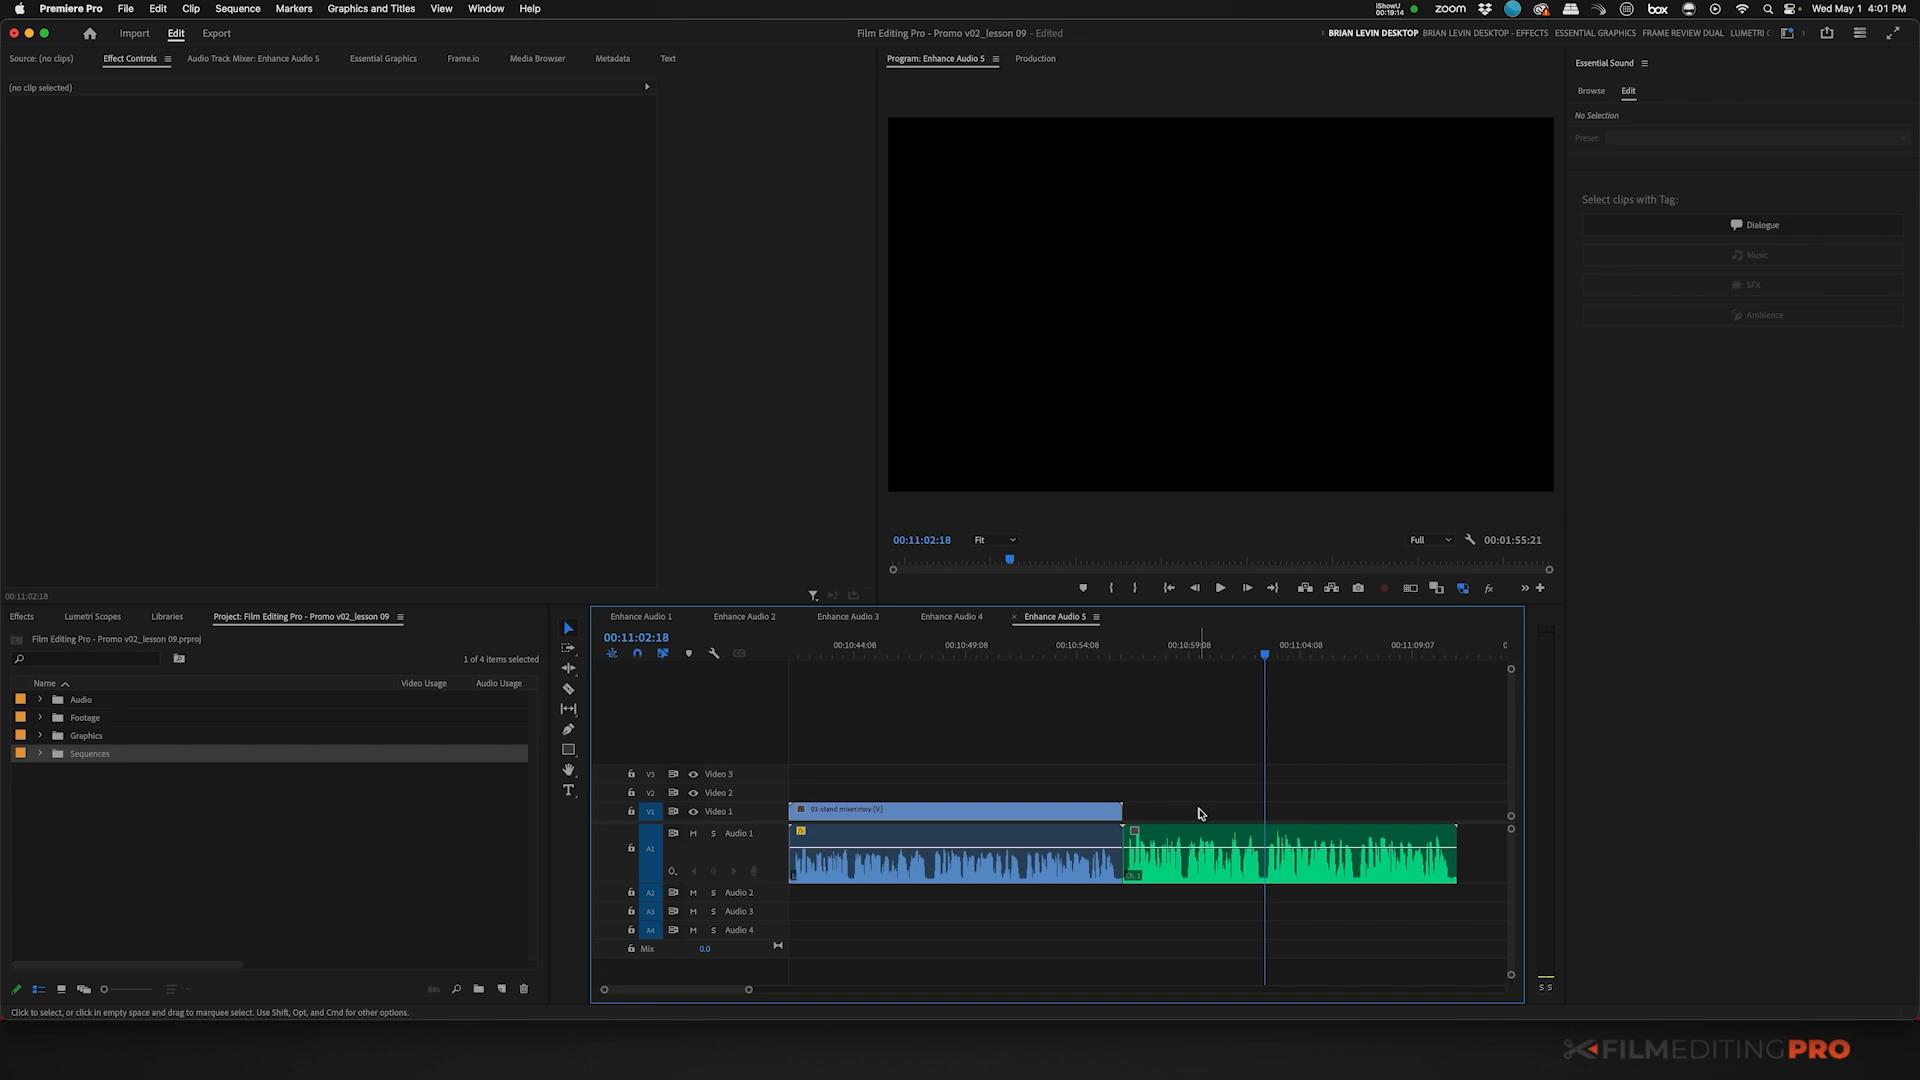 Premiere Pro File Edit Clip Sequence Markers Graphics and Titles View Window Help iShowU 00:19:14 zoom box Wed May 1 4:01 PM
Import Edit Export Film Editing Pro - Promo v02_lesson 09 - Edited BRIAN LEVIN DESKTOP BRIAN LEVIN DESKTOP - EFFECTS ESSENTIAL GRAPHICS FRAME REVIEW DUAL LUMETRI
Source: (no clips) Effect Controls Audio Track Mixer: Enhance Audio 5 Essential Graphics Frame.io Media Browser Metadata Text Program: Enhance Audio 5 Production Essential Sound
(no clip selected)
Browse Edit
No Selection
Preset:
Select clips with Tag:
Dialogue
Music
SFX
Ambience
00:11:02:18 Fit Full 00:01:55:21
00:11:02:18
Effects Lumetri Scopes Libraries Project: Film Editing Pro - Promo v02_lesson 09
Film Editing Pro - Promo v02_lesson 09.prproj
1 of 4 items selected
Name Video Usage Audio Usage
Audio
Footage
Graphics
Sequences
Enhance Audio 1 Enhance Audio 2 Enhance Audio 3 Enhance Audio 4 × Enhance Audio 5
00:11:02:18
00:10:44:08 00:10:49:08 00:10:54:08 00:10:59:08 00:11:04:08 00:11:09:07 0
V3 Video 3
V2 Video 2
V1 Video 1 01-stand mixer.mov [V]
M S Audio 1 fx
A1
L Ch. 1
A2 M S Audio 2
A3 M S Audio 3
A4 M S Audio 4
Mix 0.0
S S
Click to select, or click in empty space and drag to marquee select. Use Shift, Opt, and Cmd for other options.
FILMEDITINGPRO